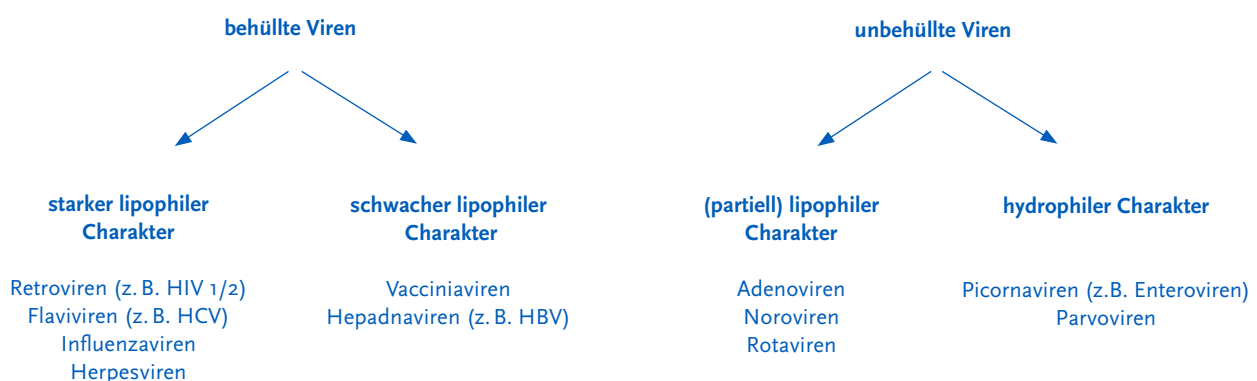 behüllte Viren
unbehüllte Viren
starker lipophiler
Charakter
schwacher lipophiler
Charakter
(partiell) lipophiler
Charakter
hydrophiler Charakter
Retroviren (z. B. HIV 1/2)
Flaviviren (z. B. HCV)
Influenzaviren
Herpesviren
Vacciniaviren
Hepadnaviren (z. B. HBV)
Adenoviren
Noroviren
Rotaviren
Picornaviren (z.B. Enteroviren)
Parvoviren